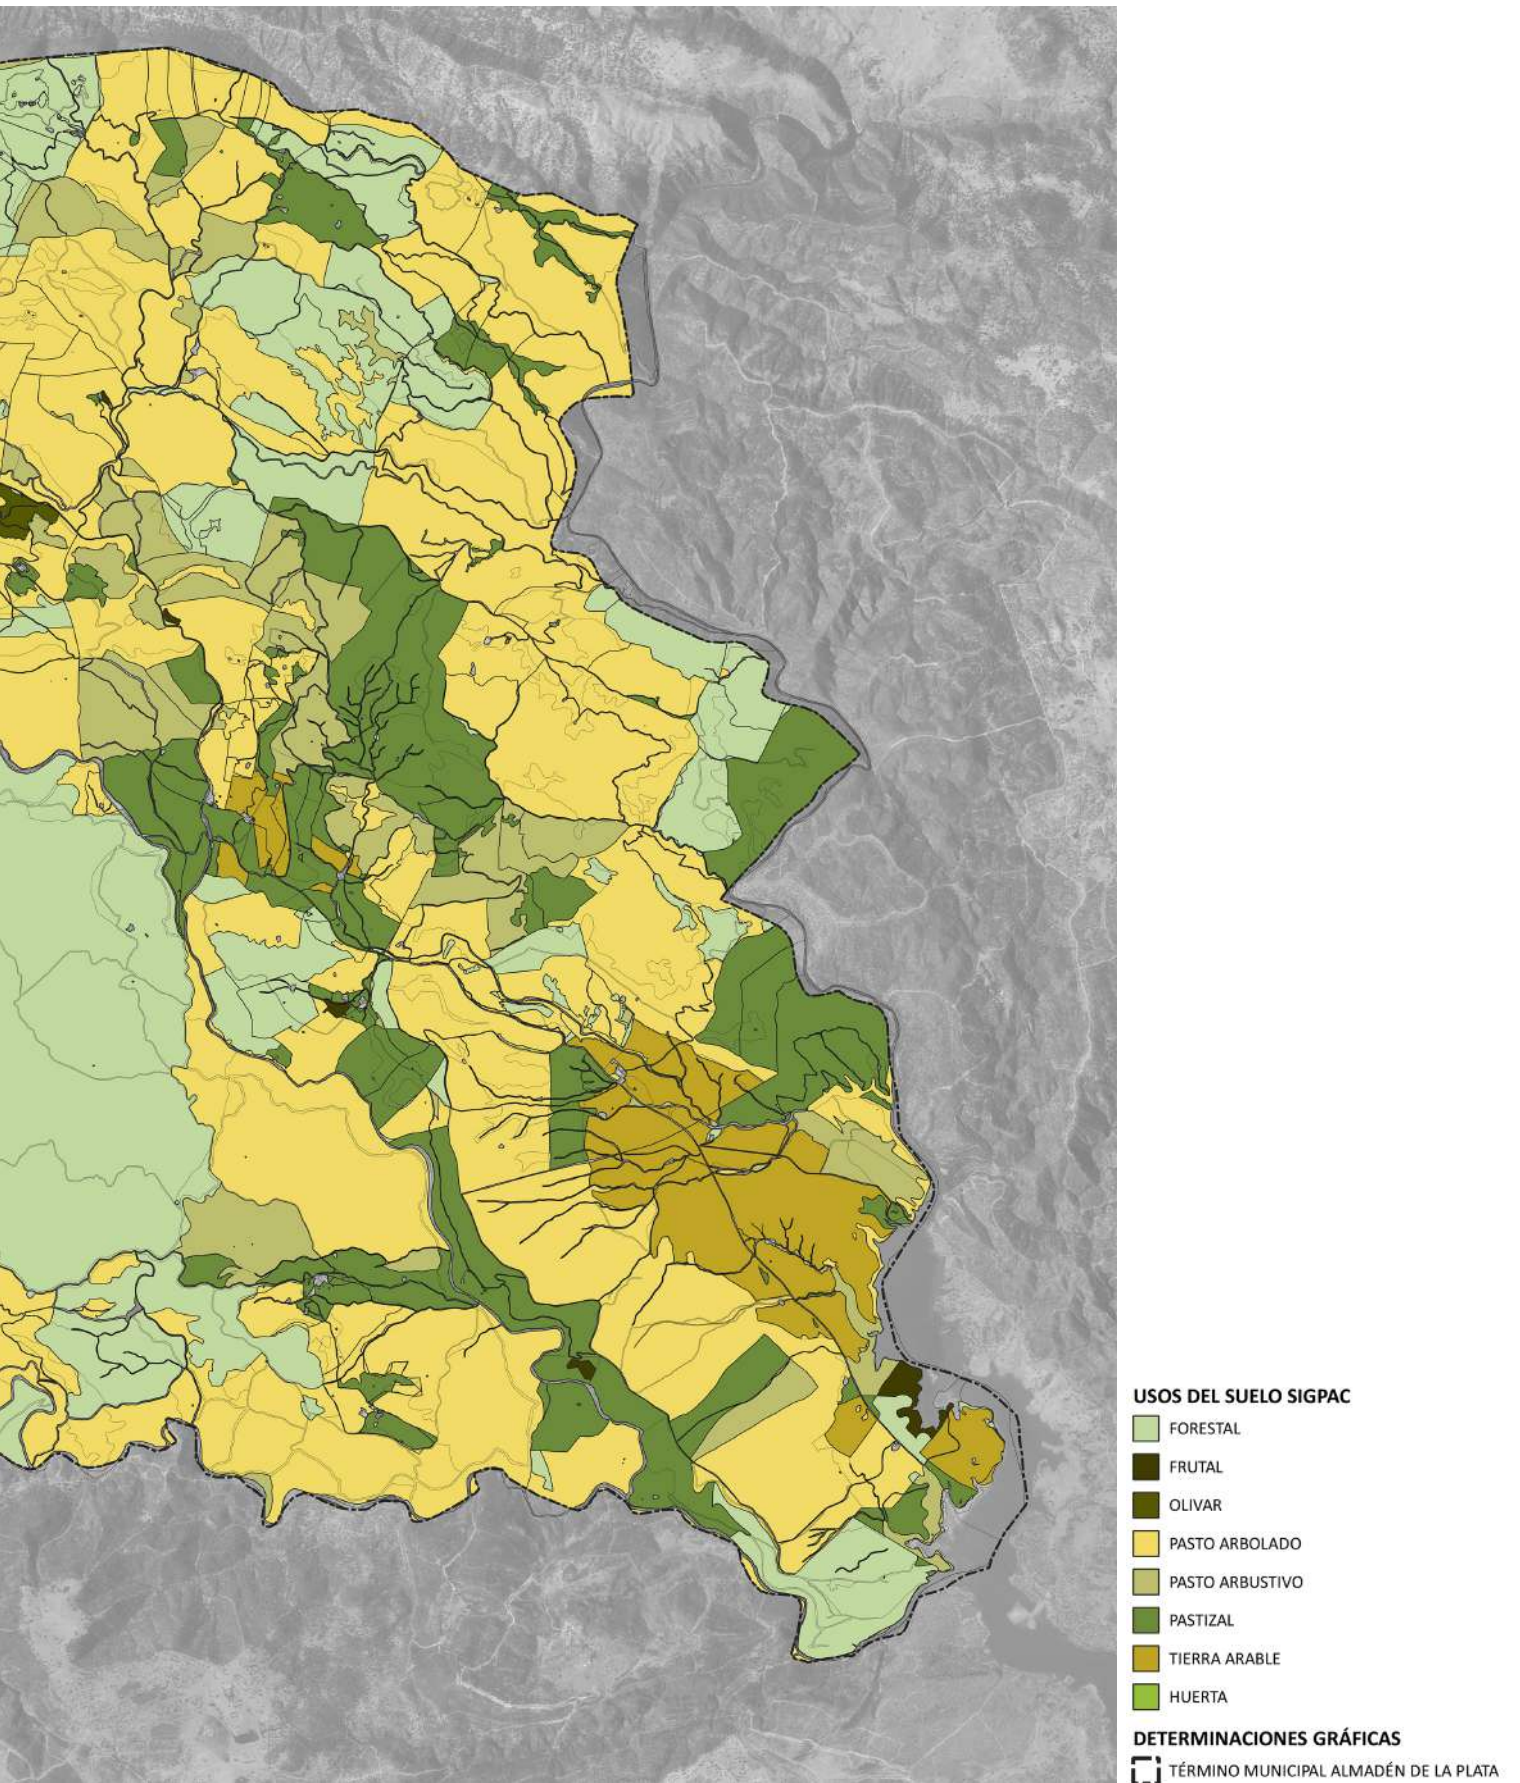 USOS DEL SUELO SIGPAC
FORESTAL
FRUTAL
OLIVAR
PASTO ARBOLADO
PASTO ARBUSTIVO
PASTIZAL
TIERRA ARABLE
HUERTA
DETERMINACIONES GRÁFICAS
TÉRMINO MUNICIPAL ALMADÉN DE LA PLATA